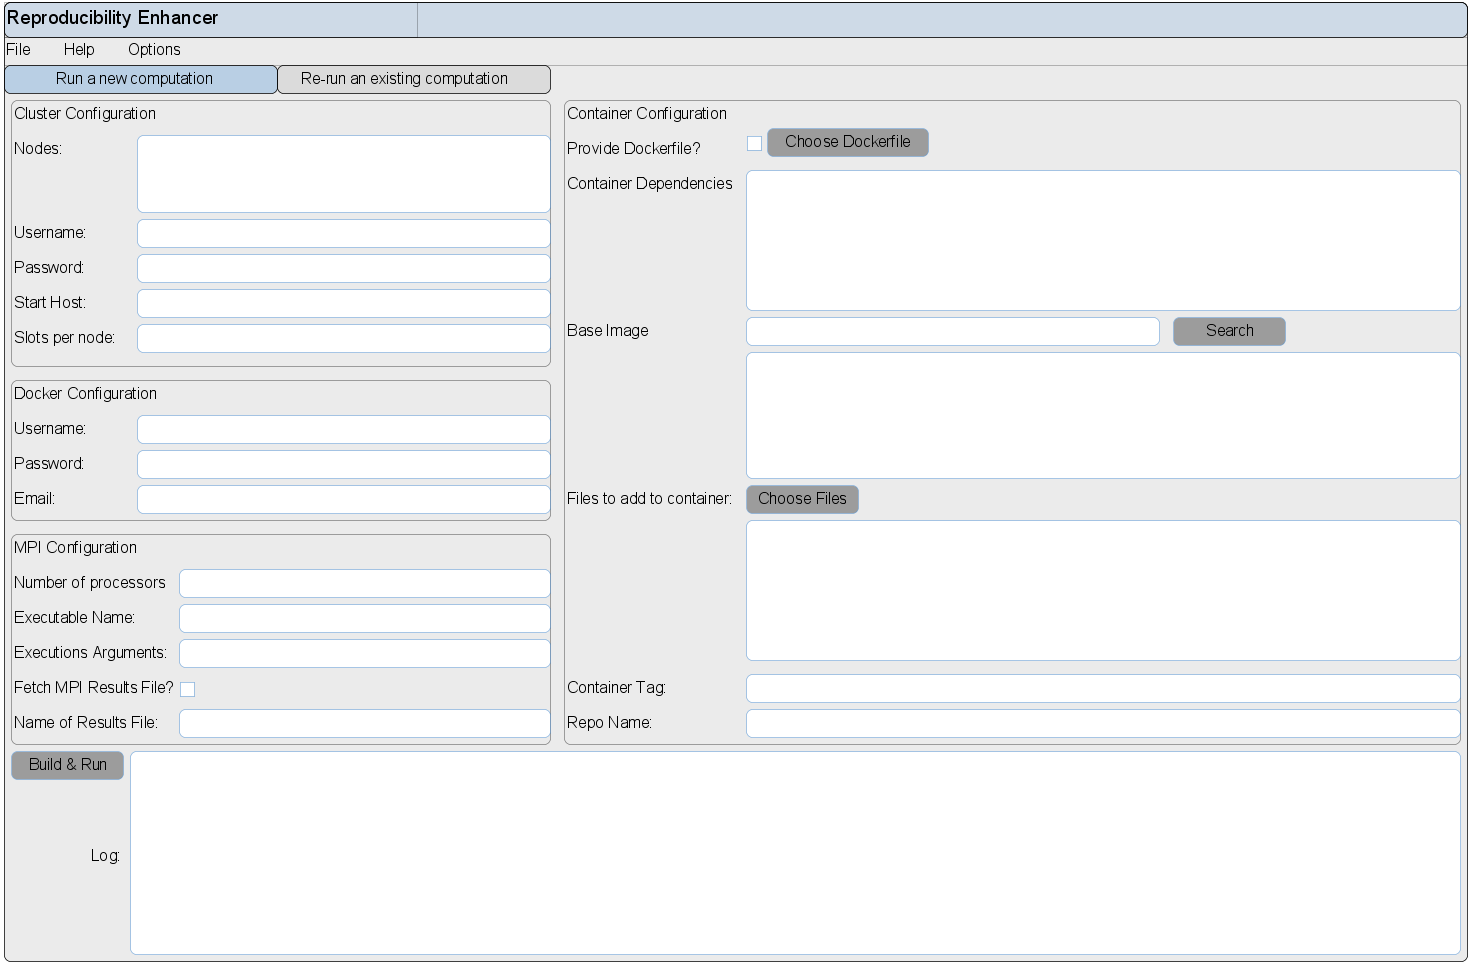 Reproducibility Enhancer
File Help Options
Run a new computation Re-run an existing computation
Cluster Configuration
Nodes:
Username:
Password:
Start Host:
Slots per node:
Docker Configuration
Username:
Password:
Email:
MPI Configuration
Number of processors
Executable Name:
Executions Arguments:
Fetch MPI Results File?
Name of Results File:
Container Configuration
Provide Dockerfile? Choose Dockerfile
Container Dependencies
Base Image Search
Files to add to container: Choose Files
Container Tag:
Repo Name:
Build & Run
Log: